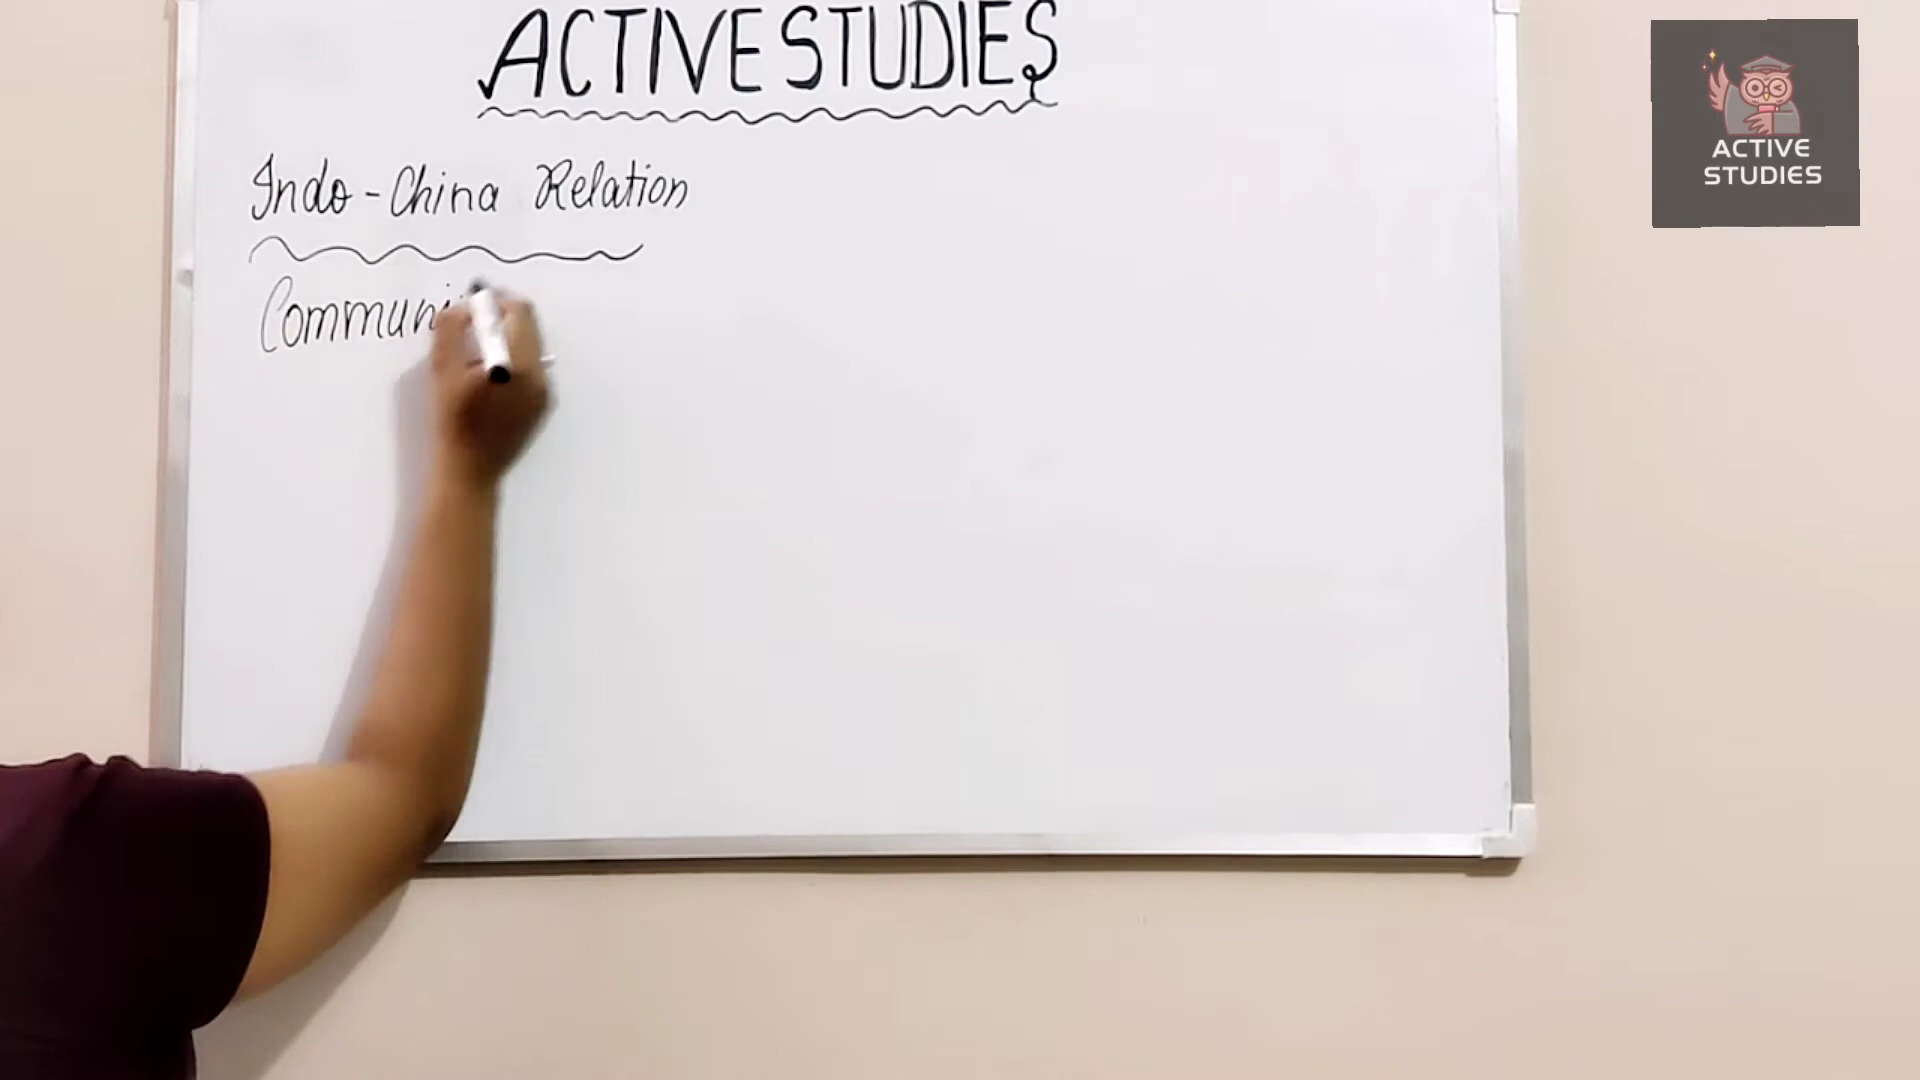 ACTIVE STUDIES
Indo-China Relation
Communi
ACTIVE
STUDIES